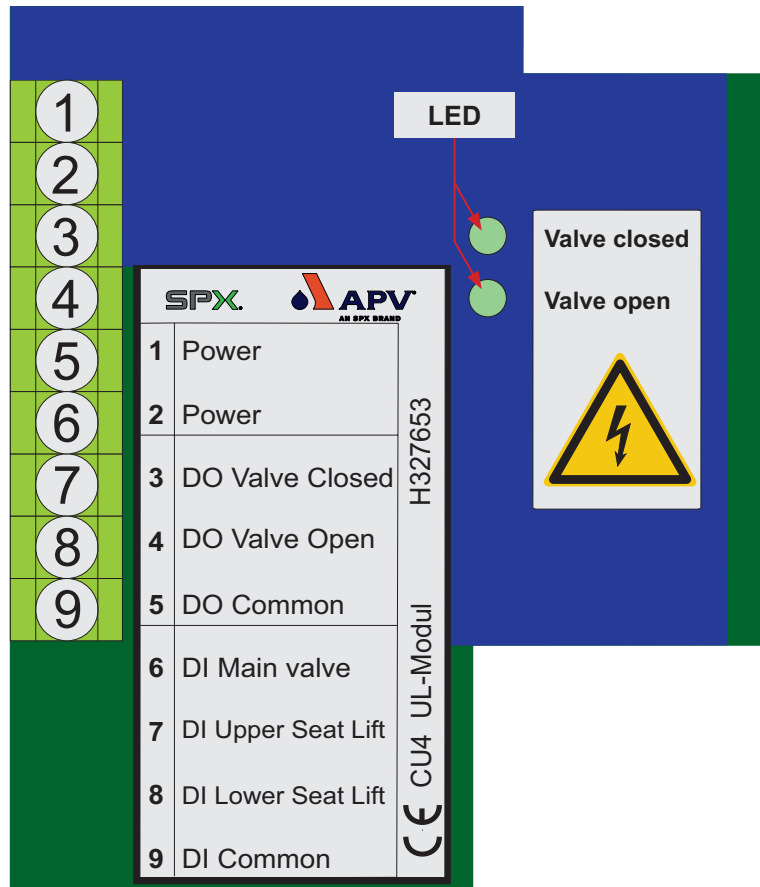 1
2
3
4
5
6
7
8
9
LED
Valve closed
Valve open
SPX.
APV
AN SPX BRAND
1 Power
2 Power
3 DO Valve Closed
4 DO Valve Open
5 DO Common
6 DI Main valve
7 DI Upper Seat Lift
8 DI Lower Seat Lift
9 DI Common
CE CU4 UL-Modul H327653